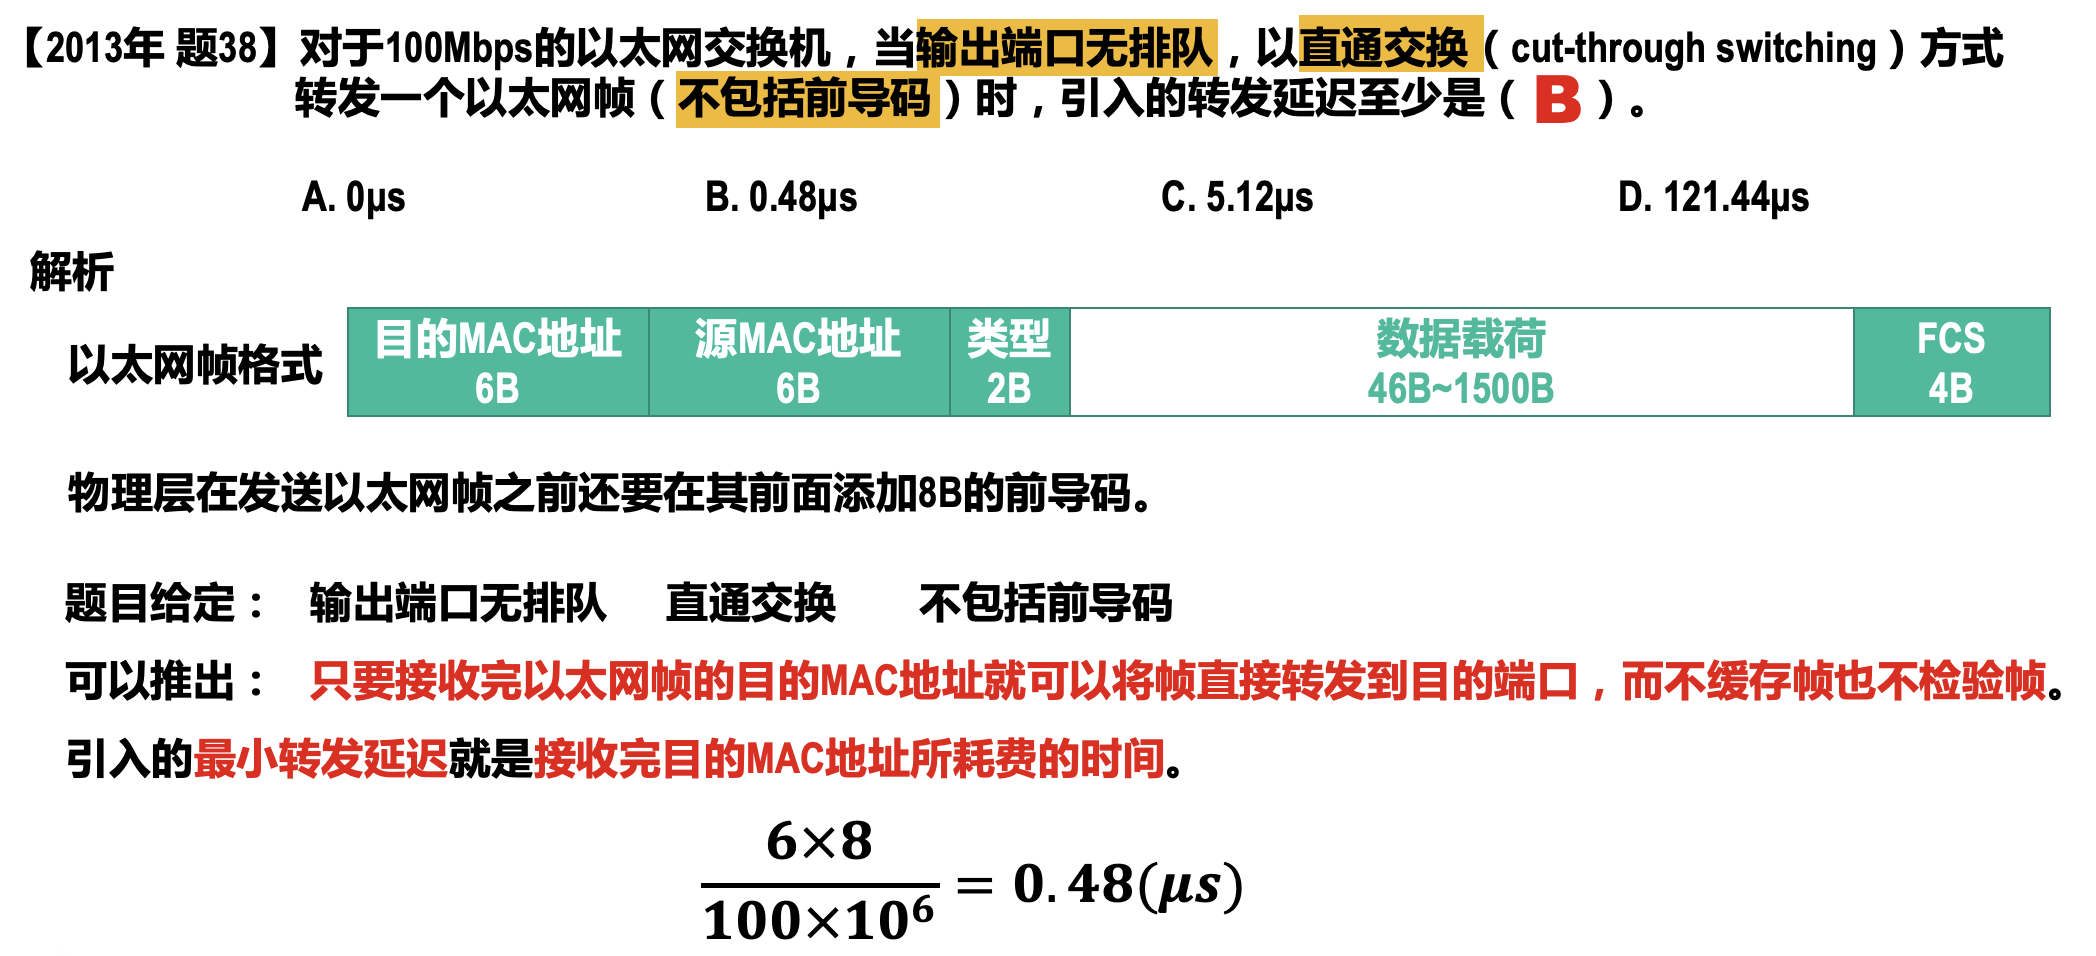 【2013年 题38】对于100Mbps的以太网交换机，当输出端口无排队，以直通交换（cut-through switching）方式
转发一个以太网帧（不包括前导码）时，引入的转发延迟至少是（ B ）。
A. 0μs B. 0.48μs C. 5.12μs D. 121.44μs
解析
以太网帧格式
目的MAC地址 源MAC地址 类型 数据载荷 FCS
6B 6B 2B 46B~1500B 4B
物理层在发送以太网帧之前还要在其前面添加8B的前导码。
题目给定： 输出端口无排队 直通交换 不包括前导码
可以推出： 只要接收完以太网帧的目的MAC地址就可以将帧直接转发到目的端口，而不缓存帧也不检验帧。
引入的最小转发延迟就是接收完目的MAC地址所耗费的时间。
6×8
100×10⁶ = 0.48(μs)